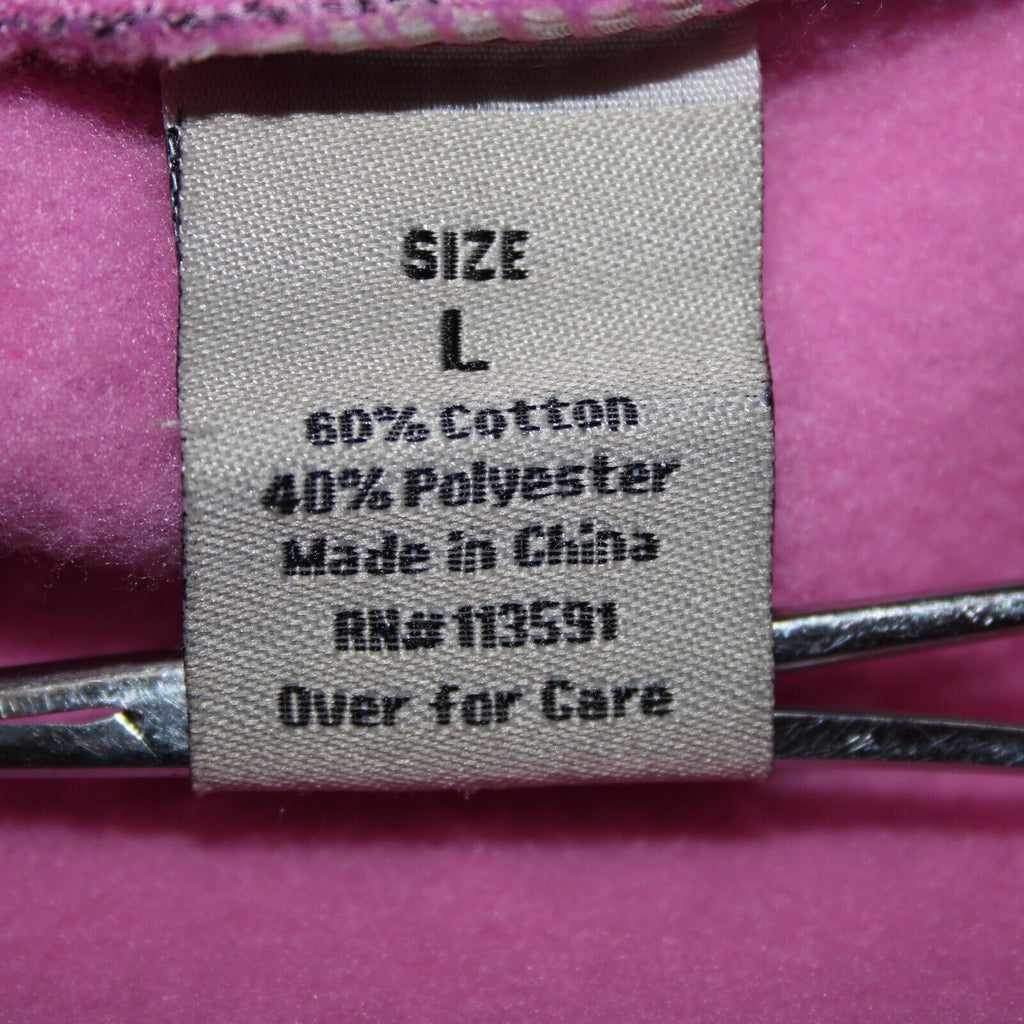 SIZE
L
60% Cotton
40% Polyester
Made in China
RN#113591
Over for Care